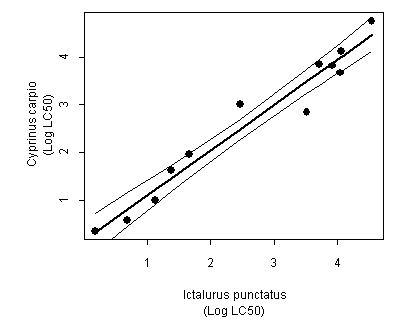 Cyprinus carpio
(Log LC50)
4
3
2
1
1 2 3 4
Ictalurus punctatus
(Log LC50)